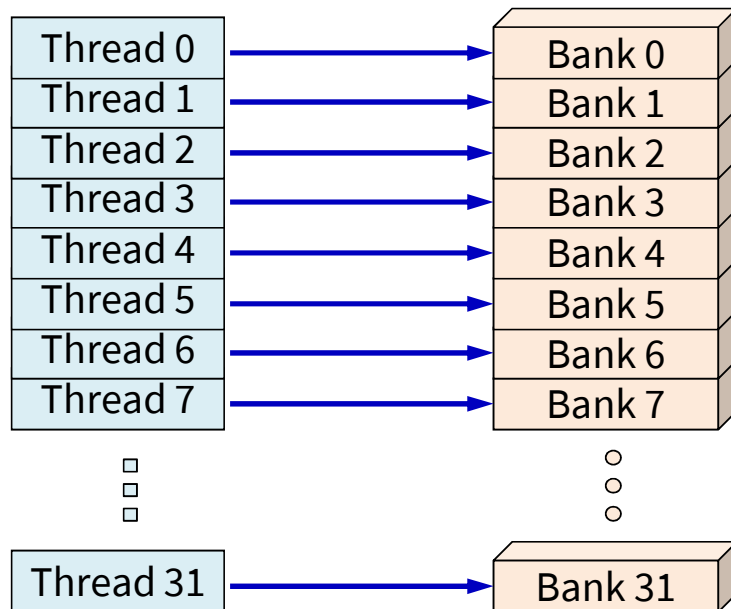 Thread 0
Bank 0
Thread 1
Bank 1
Thread 2
Bank 2
Thread 3
Bank 3
Thread 4
Bank 4
Thread 5
Bank 5
Thread 6
Bank 6
Thread 7
Bank 7
Thread 31
Bank 31